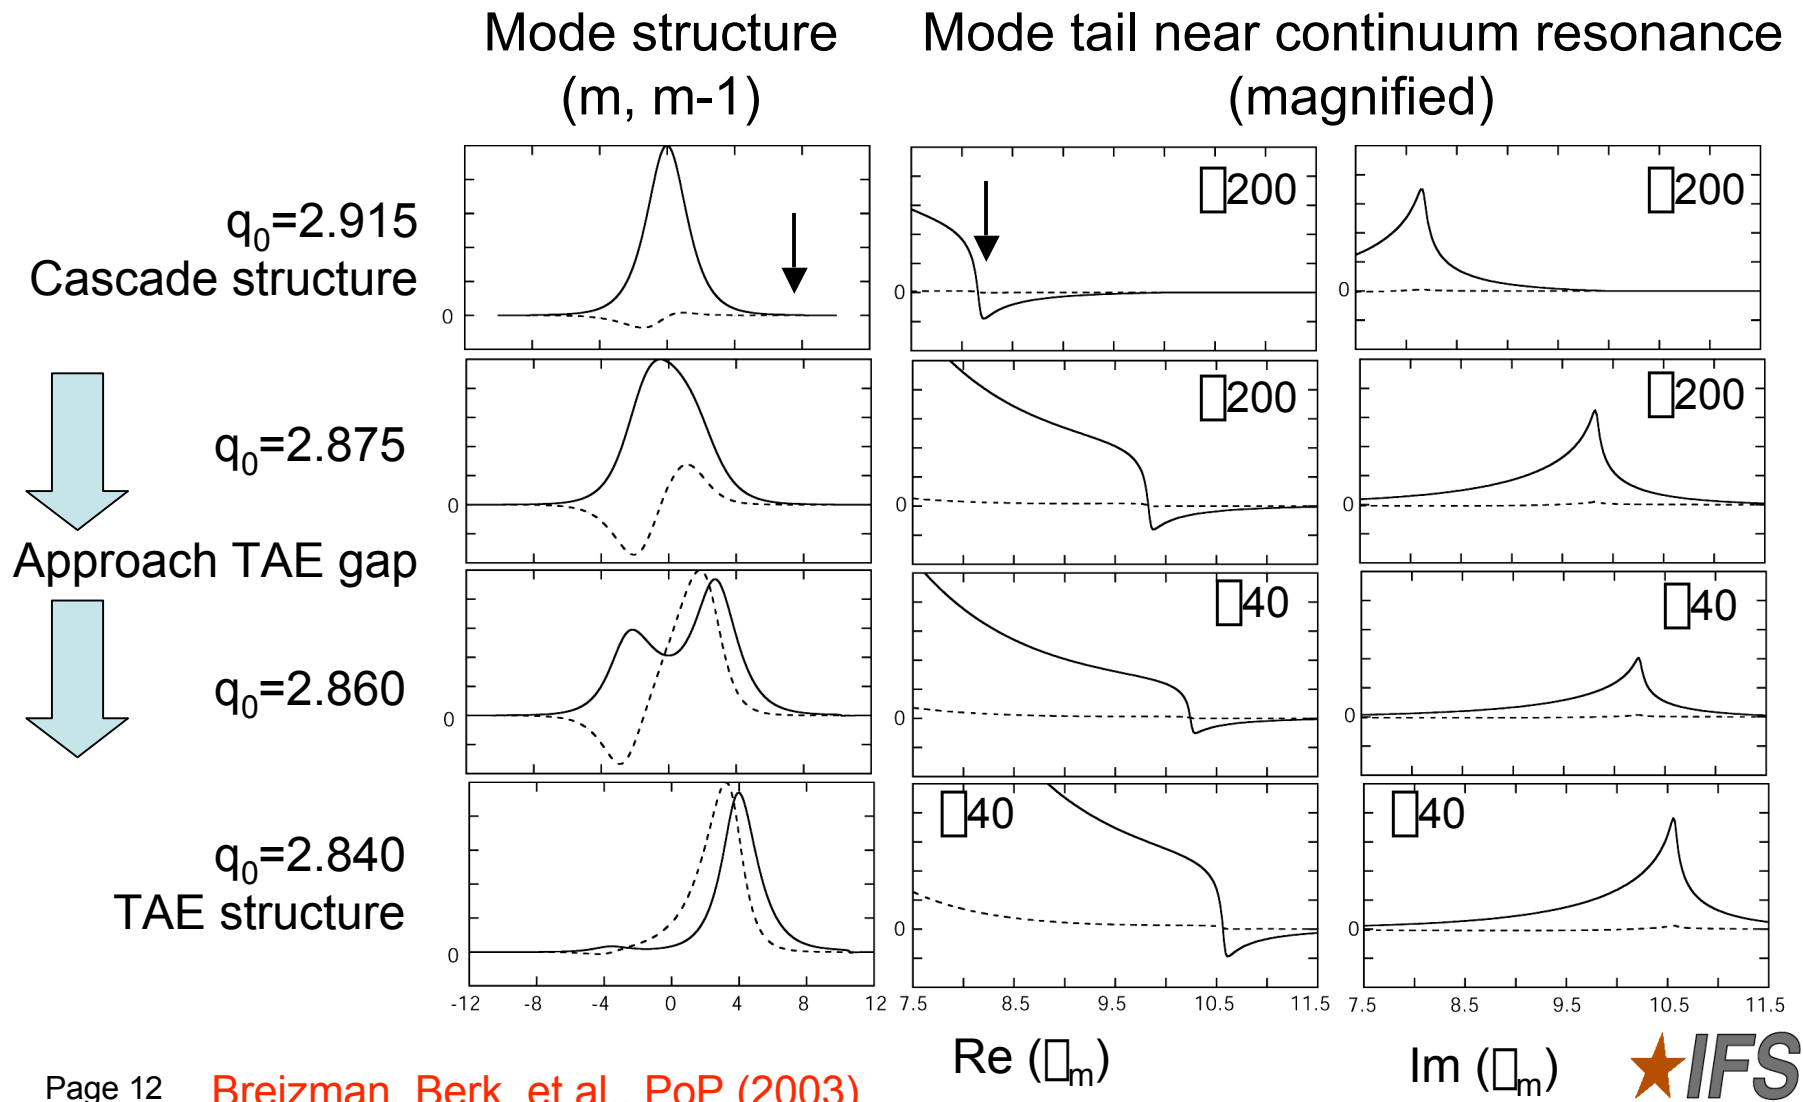 Mode structure
(m, m-1)
Mode tail near continuum resonance
(magnified)
q₀=2.915
Cascade structure
0
0
□200
0
□200
q₀=2.875
0
0
□200
0
□200
Approach TAE gap
q₀=2.860
0
0
□40
0
□40
q₀=2.840
TAE structure
0
0
□40
0
□40
-12 -8 -4 0 4 8 12
7.5 8.5 9.5 10.5 11.5
7.5 8.5 9.5 10.5 11.5
Re (□ₘ)
Im (□ₘ)
Page 12
Breizman, Berk, et al., PoP (2003)
IFS